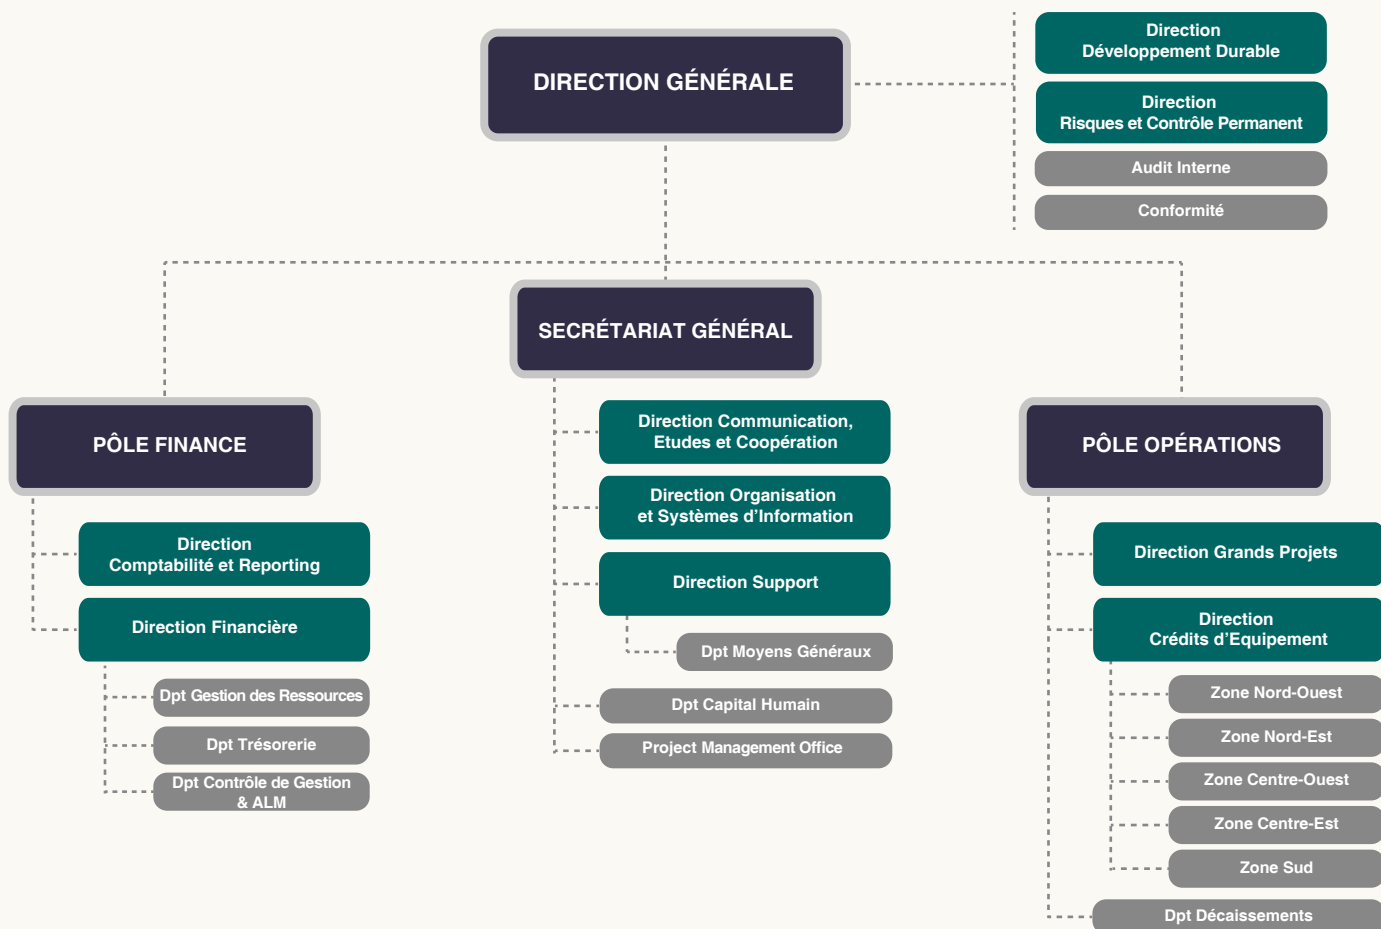 DIRECTION GÉNÉRALE
Direction
Développement Durable
Direction
Risques et Contrôle Permanent
Audit Interne
Conformité
SECRÉTARIAT GÉNÉRAL
Direction Communication,
Etudes et Coopération
Direction Organisation
et Systèmes d’Information
Direction Support
Dpt Moyens Généraux
Dpt Capital Humain
Project Management Office
PÔLE FINANCE
Direction
Comptabilité et Reporting
Direction Financière
Dpt Gestion des Ressources
Dpt Trésorerie
Dpt Contrôle de Gestion
& ALM
PÔLE OPÉRATIONS
Direction Grands Projets
Direction
Crédits d’Equipement
Zone Nord-Ouest
Zone Nord-Est
Zone Centre-Ouest
Zone Centre-Est
Zone Sud
Dpt Décaissements